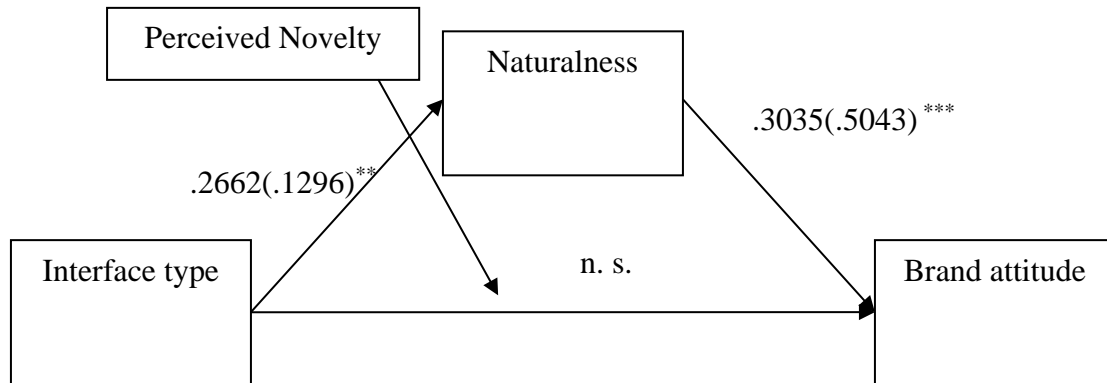 Perceived Novelty
Naturalness
.3035(.5043) ***
.2662(.1296)**
Interface type
n. s.
Brand attitude